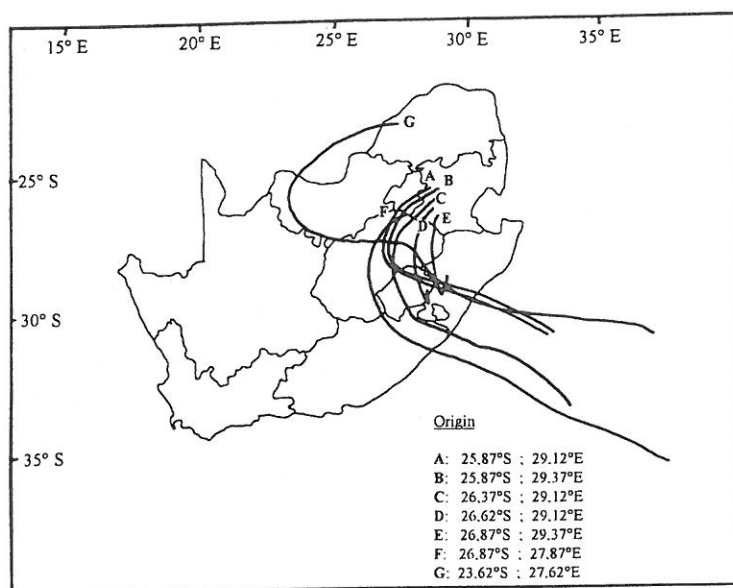 15° E 20° E 25° E 30° E 35° E
G
25° S
A B
C
F
D E
30° S
35° S
Origin
A: 25.87°S ; 29.12°E
B: 25.87°S ; 29.37°E
C: 26.37°S ; 29.12°E
D: 26.62°S ; 29.12°E
E: 26.87°S ; 29.37°E
F: 26.87°S ; 27.87°E
G: 23.62°S ; 27.62°E